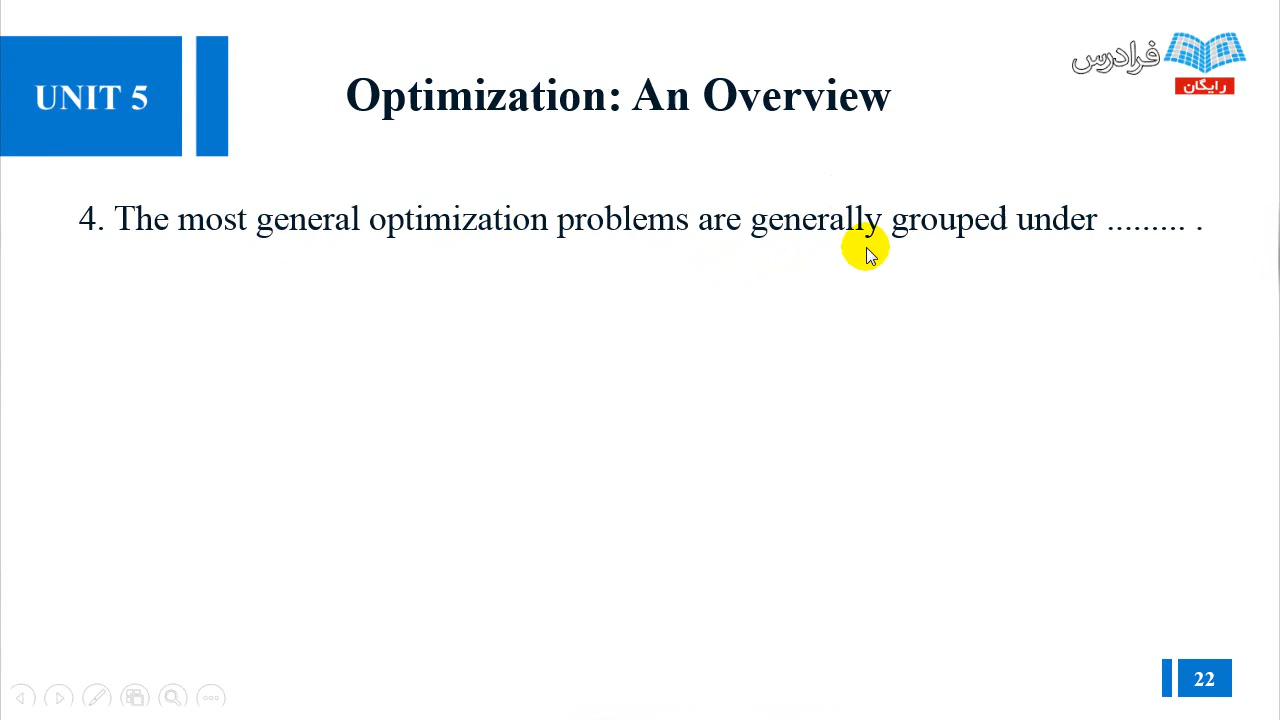 UNIT 5
Optimization: An Overview
فرادرس
رایگان
4. The most general optimization problems are generally grouped under ......... .
22